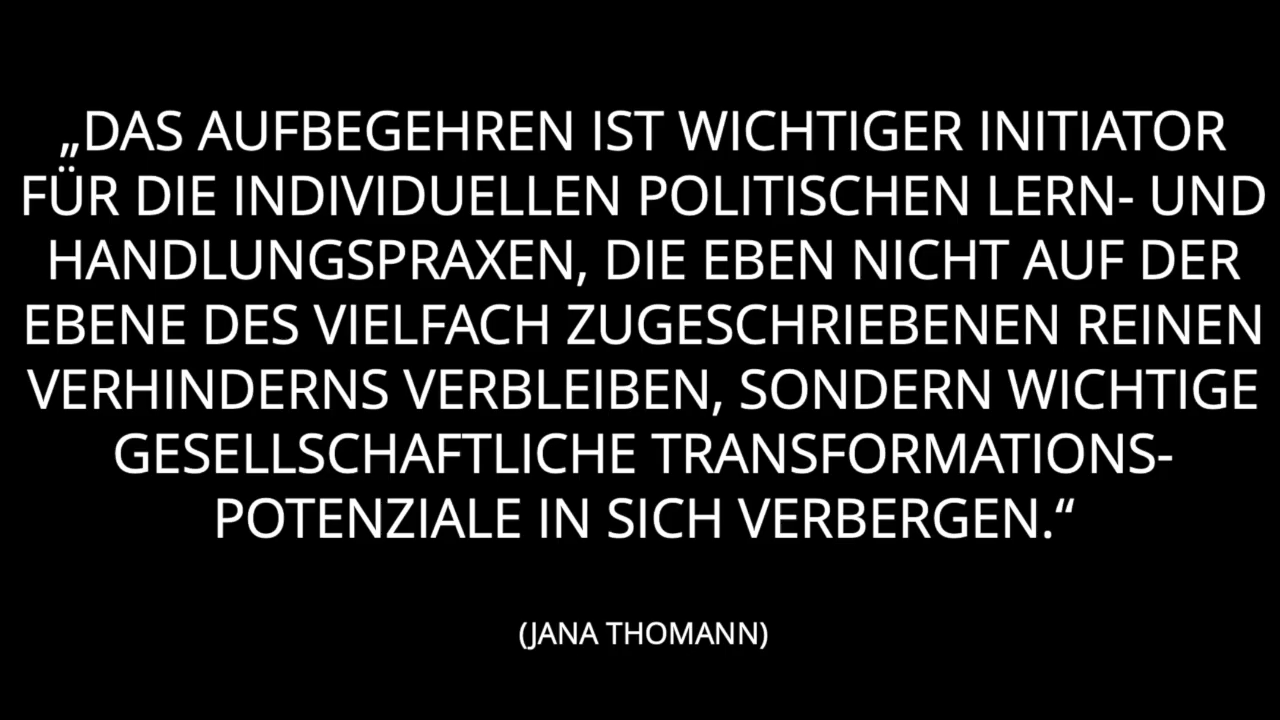 „DAS AUFBEGEHREN IST WICHTIGER INITIATOR
FÜR DIE INDIVIDUELLEN POLITISCHEN LERN- UND
HANDLUNGSPRAXEN, DIE EBEN NICHT AUF DER
EBENE DES VIELFACH ZUGESCHRIEBENEN REINEN
VERHINDERNS VERBLEIBEN, SONDERN WICHTIGE
GESELLSCHAFTLICHE TRANSFORMATIONS-
POTENZIALE IN SICH VERBERGEN.“
(JANA THOMANN)